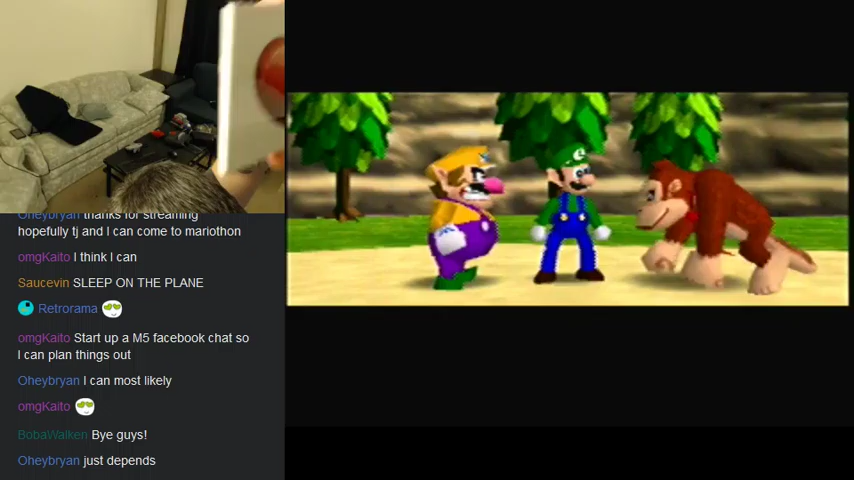 Oheybryan thanks for streaming
hopefully tj and I can come to mariothon
omgKaito I think I can
Saucevin SLEEP ON THE PLANE
Retrorama
omgKaito Start up a M5 facebook chat so
I can plan things out
Oheybryan I can most likely
omgKaito
BobaWalken Bye guys!
Oheybryan just depends